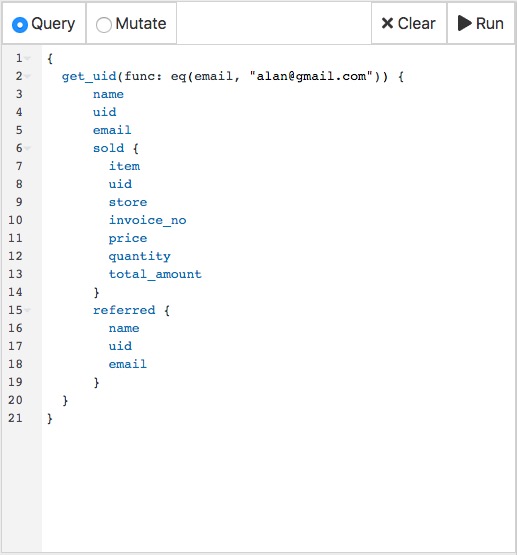 Query Mutate Clear Run
1 {
2 get_uid(func: eq(email, "alan@gmail.com")) {
3 name
4 uid
5 email
6 sold {
7 item
8 uid
9 store
10 invoice_no
11 price
12 quantity
13 total_amount
14 }
15 referred {
16 name
17 uid
18 email
19 }
20 }
21 }